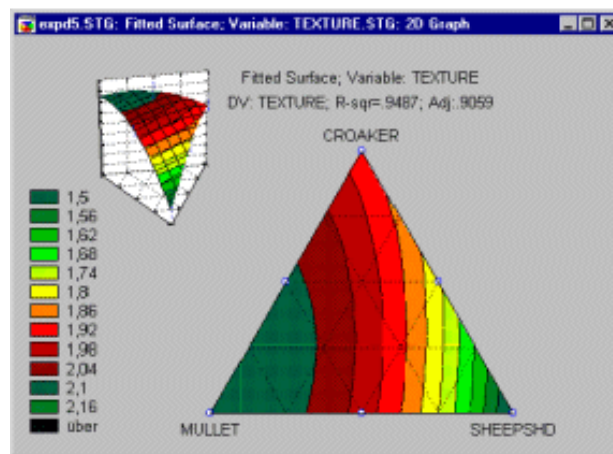 expd5.STG: Fitted Surface; Variable: TEXTURE.STG: 2D Graph
Fitted Surface; Variable: TEXTURE
DV: TEXTURE; R-sqr=.9487; Adj:.9059
CROAKER
1,5
1,56
1,62
1,68
1,74
1,8
1,86
1,92
1,98
2,04
2,1
2,16
über
MULLET
SHEEPSHD